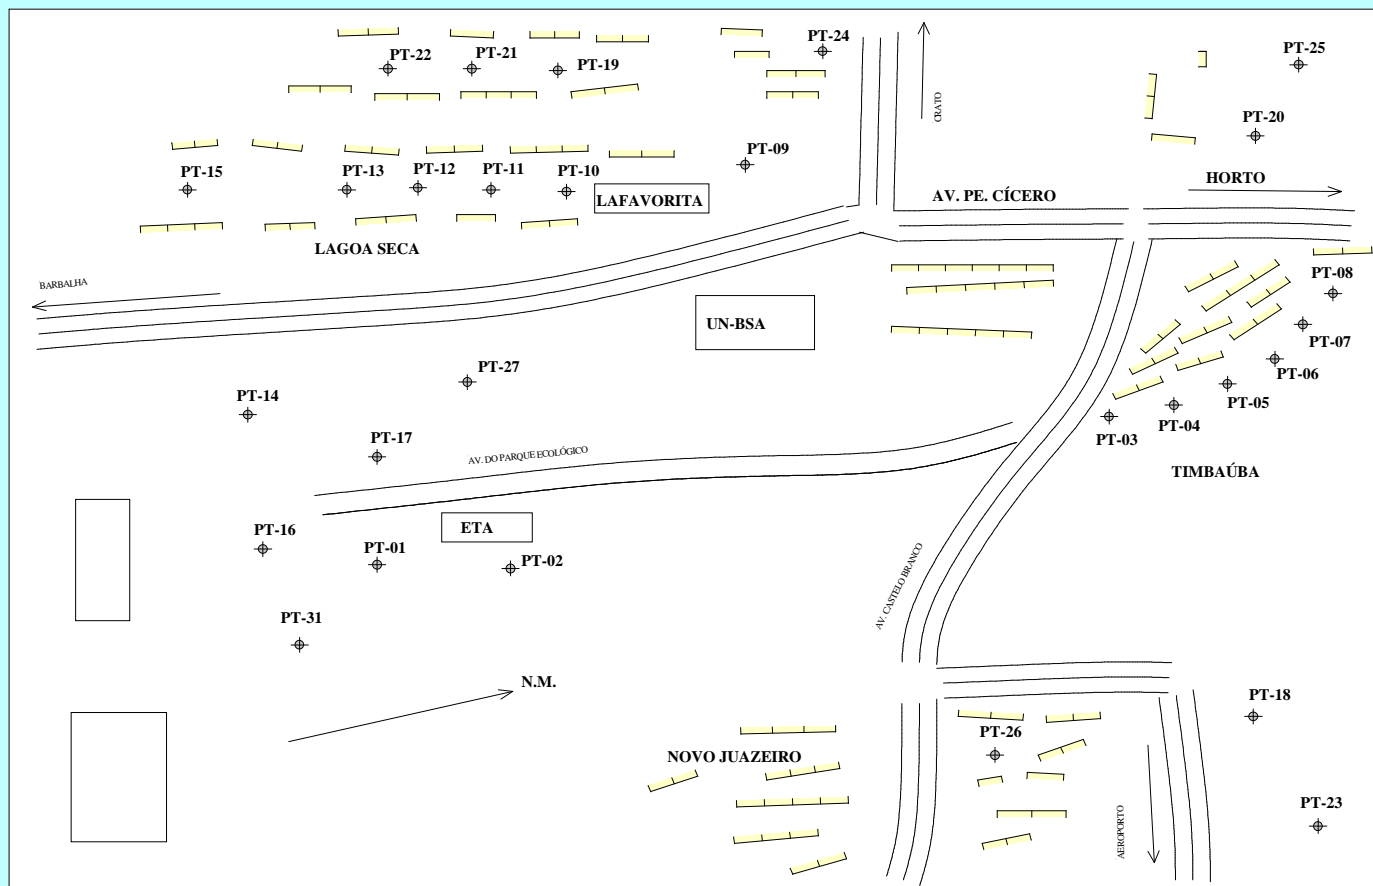 PT-24
PT-25
PT-22
PT-21
PT-19
CRATO
PT-20
PT-09
PT-15
PT-13
PT-12
PT-11
PT-10
LAFAVORITA
AV. PE. CÍCERO
HORTO
LAGOA SECA
BARBALHA
PT-08
UN-BSA
PT-07
PT-27
PT-06
PT-14
PT-05
PT-04
PT-03
PT-17
AV. DO PARQUE ECOLÓGICO
TIMBAÚBA
PT-16
ETA
PT-01
PT-02
AV. CASTELO BRANCO
PT-31
N.M.
PT-18
PT-26
NOVO JUAZEIRO
PT-23
AEROPORTO